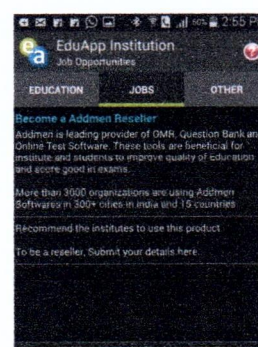 60% 2:55 P
EduApp Institution
Job Opportunities
EDUCATION JOBS OTHER
Become a Addmen Reseller
Addmen is leading provider of OMR, Question Bank an
Online Test Software. These tools are beneficial for
institute and students to improve quality of Education
and score good in exams.
More than 3000 organizations are using Addmen
Softwares in 300+ cities in India and 15 countries
Recommend the institutes to use this product
To be a reseller, Submit your details here.